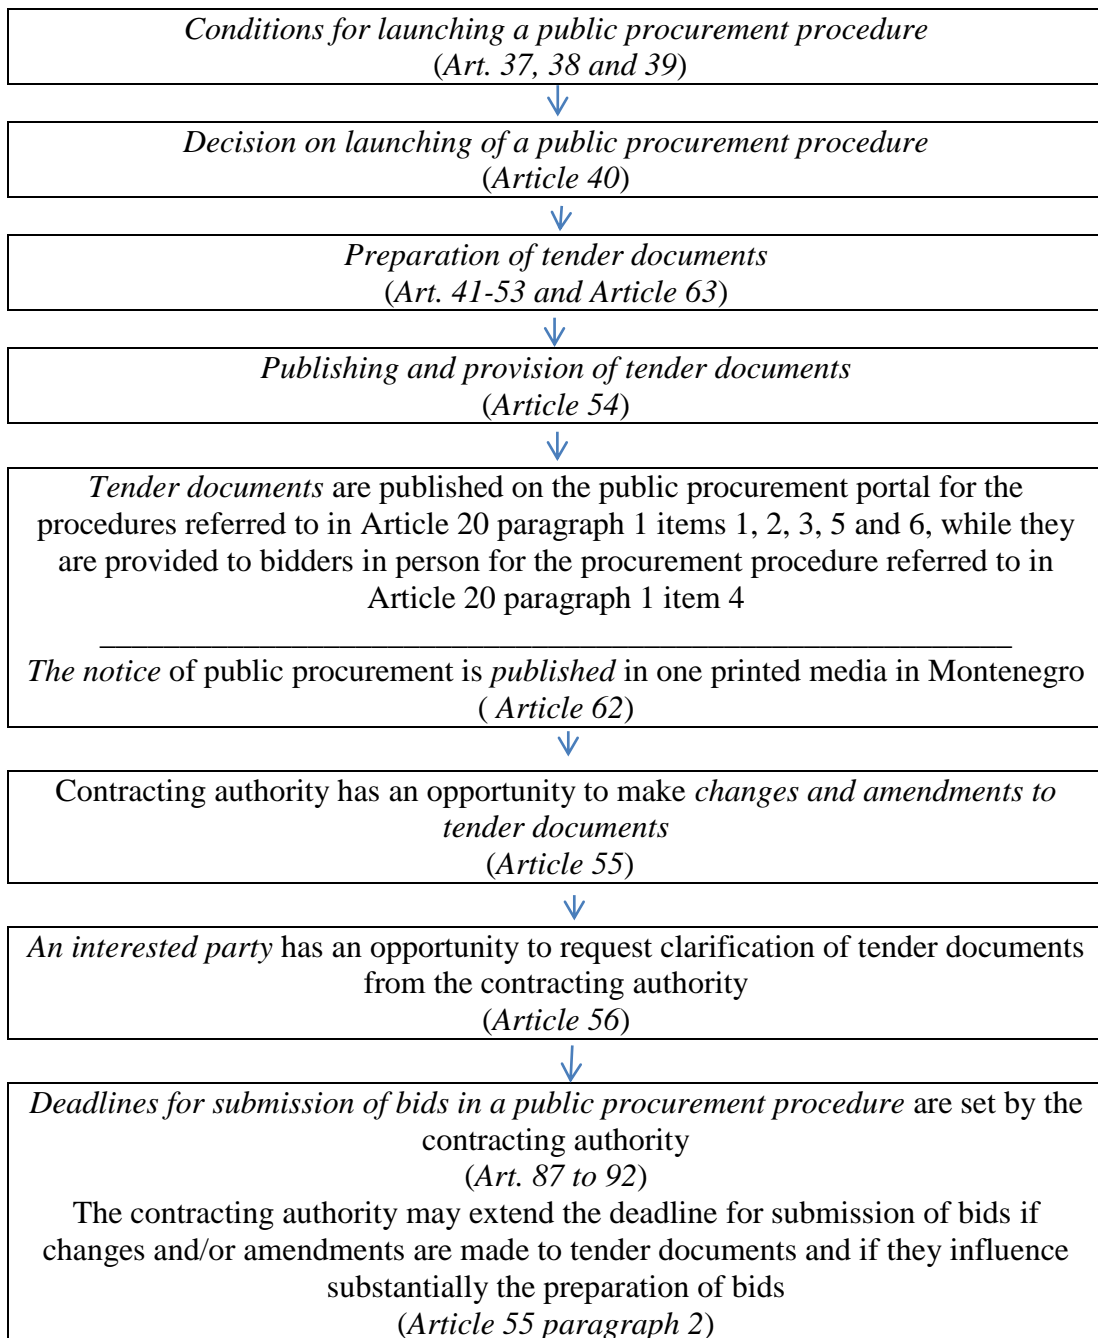 Conditions for launching a public procurement procedure
(Art. 37, 38 and 39)
Decision on launching of a public procurement procedure
(Article 40)
Preparation of tender documents
(Art. 41-53 and Article 63)
Publishing and provision of tender documents
(Article 54)
Tender documents are published on the public procurement portal for the
procedures referred to in Article 20 paragraph 1 items 1, 2, 3, 5 and 6, while they
are provided to bidders in person for the procurement procedure referred to in
Article 20 paragraph 1 item 4
The notice of public procurement is published in one printed media in Montenegro
( Article 62)
Contracting authority has an opportunity to make changes and amendments to
tender documents
(Article 55)
An interested party has an opportunity to request clarification of tender documents
from the contracting authority
(Article 56)
Deadlines for submission of bids in a public procurement procedure are set by the
contracting authority
(Art. 87 to 92)
The contracting authority may extend the deadline for submission of bids if
changes and/or amendments are made to tender documents and if they influence
substantially the preparation of bids
(Article 55 paragraph 2)